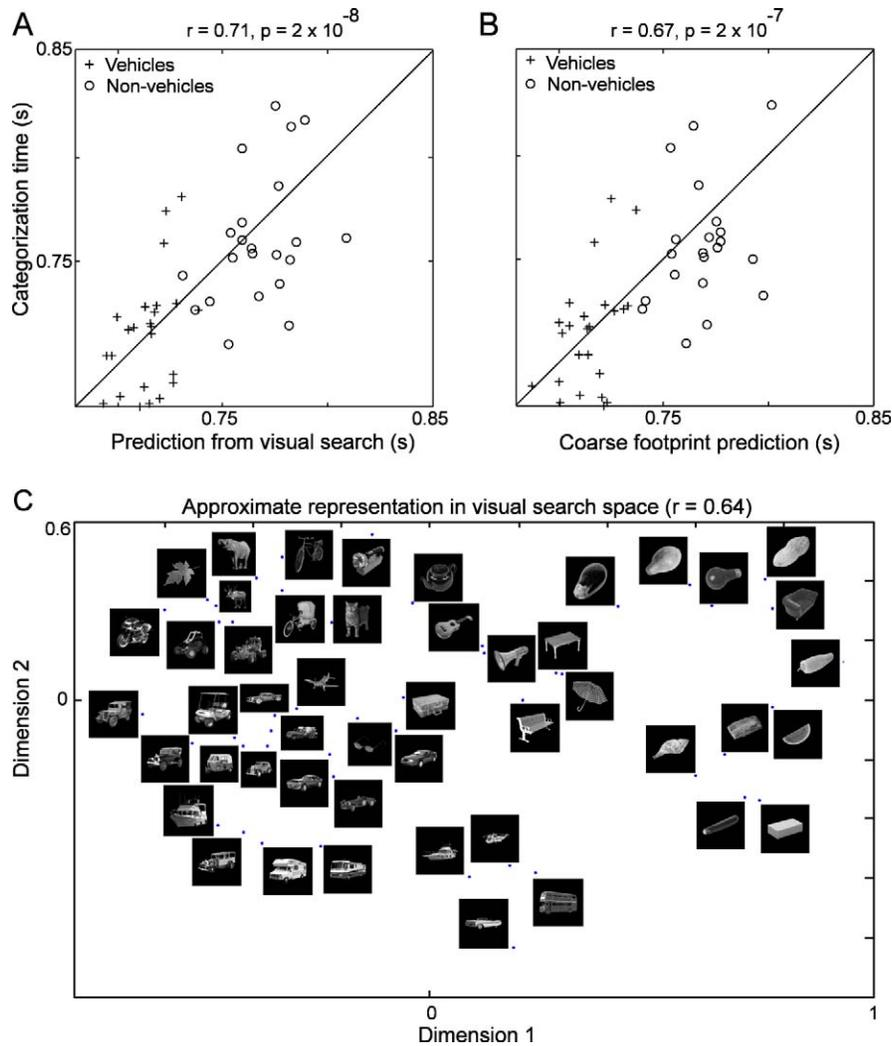 A
r = 0.71, p = 2 x 10-8
B
r = 0.67, p = 2 x 10-7
0.85
+ Vehicles
o Non-vehicles
+ Vehicles
o Non-vehicles
Categorization time (s)
0.75
0.75
0.85
0.75
0.85
Prediction from visual search (s)
Coarse footprint prediction (s)
C
Approximate representation in visual search space (r = 0.64)
0.6
0
Dimension 2
0
1
Dimension 1